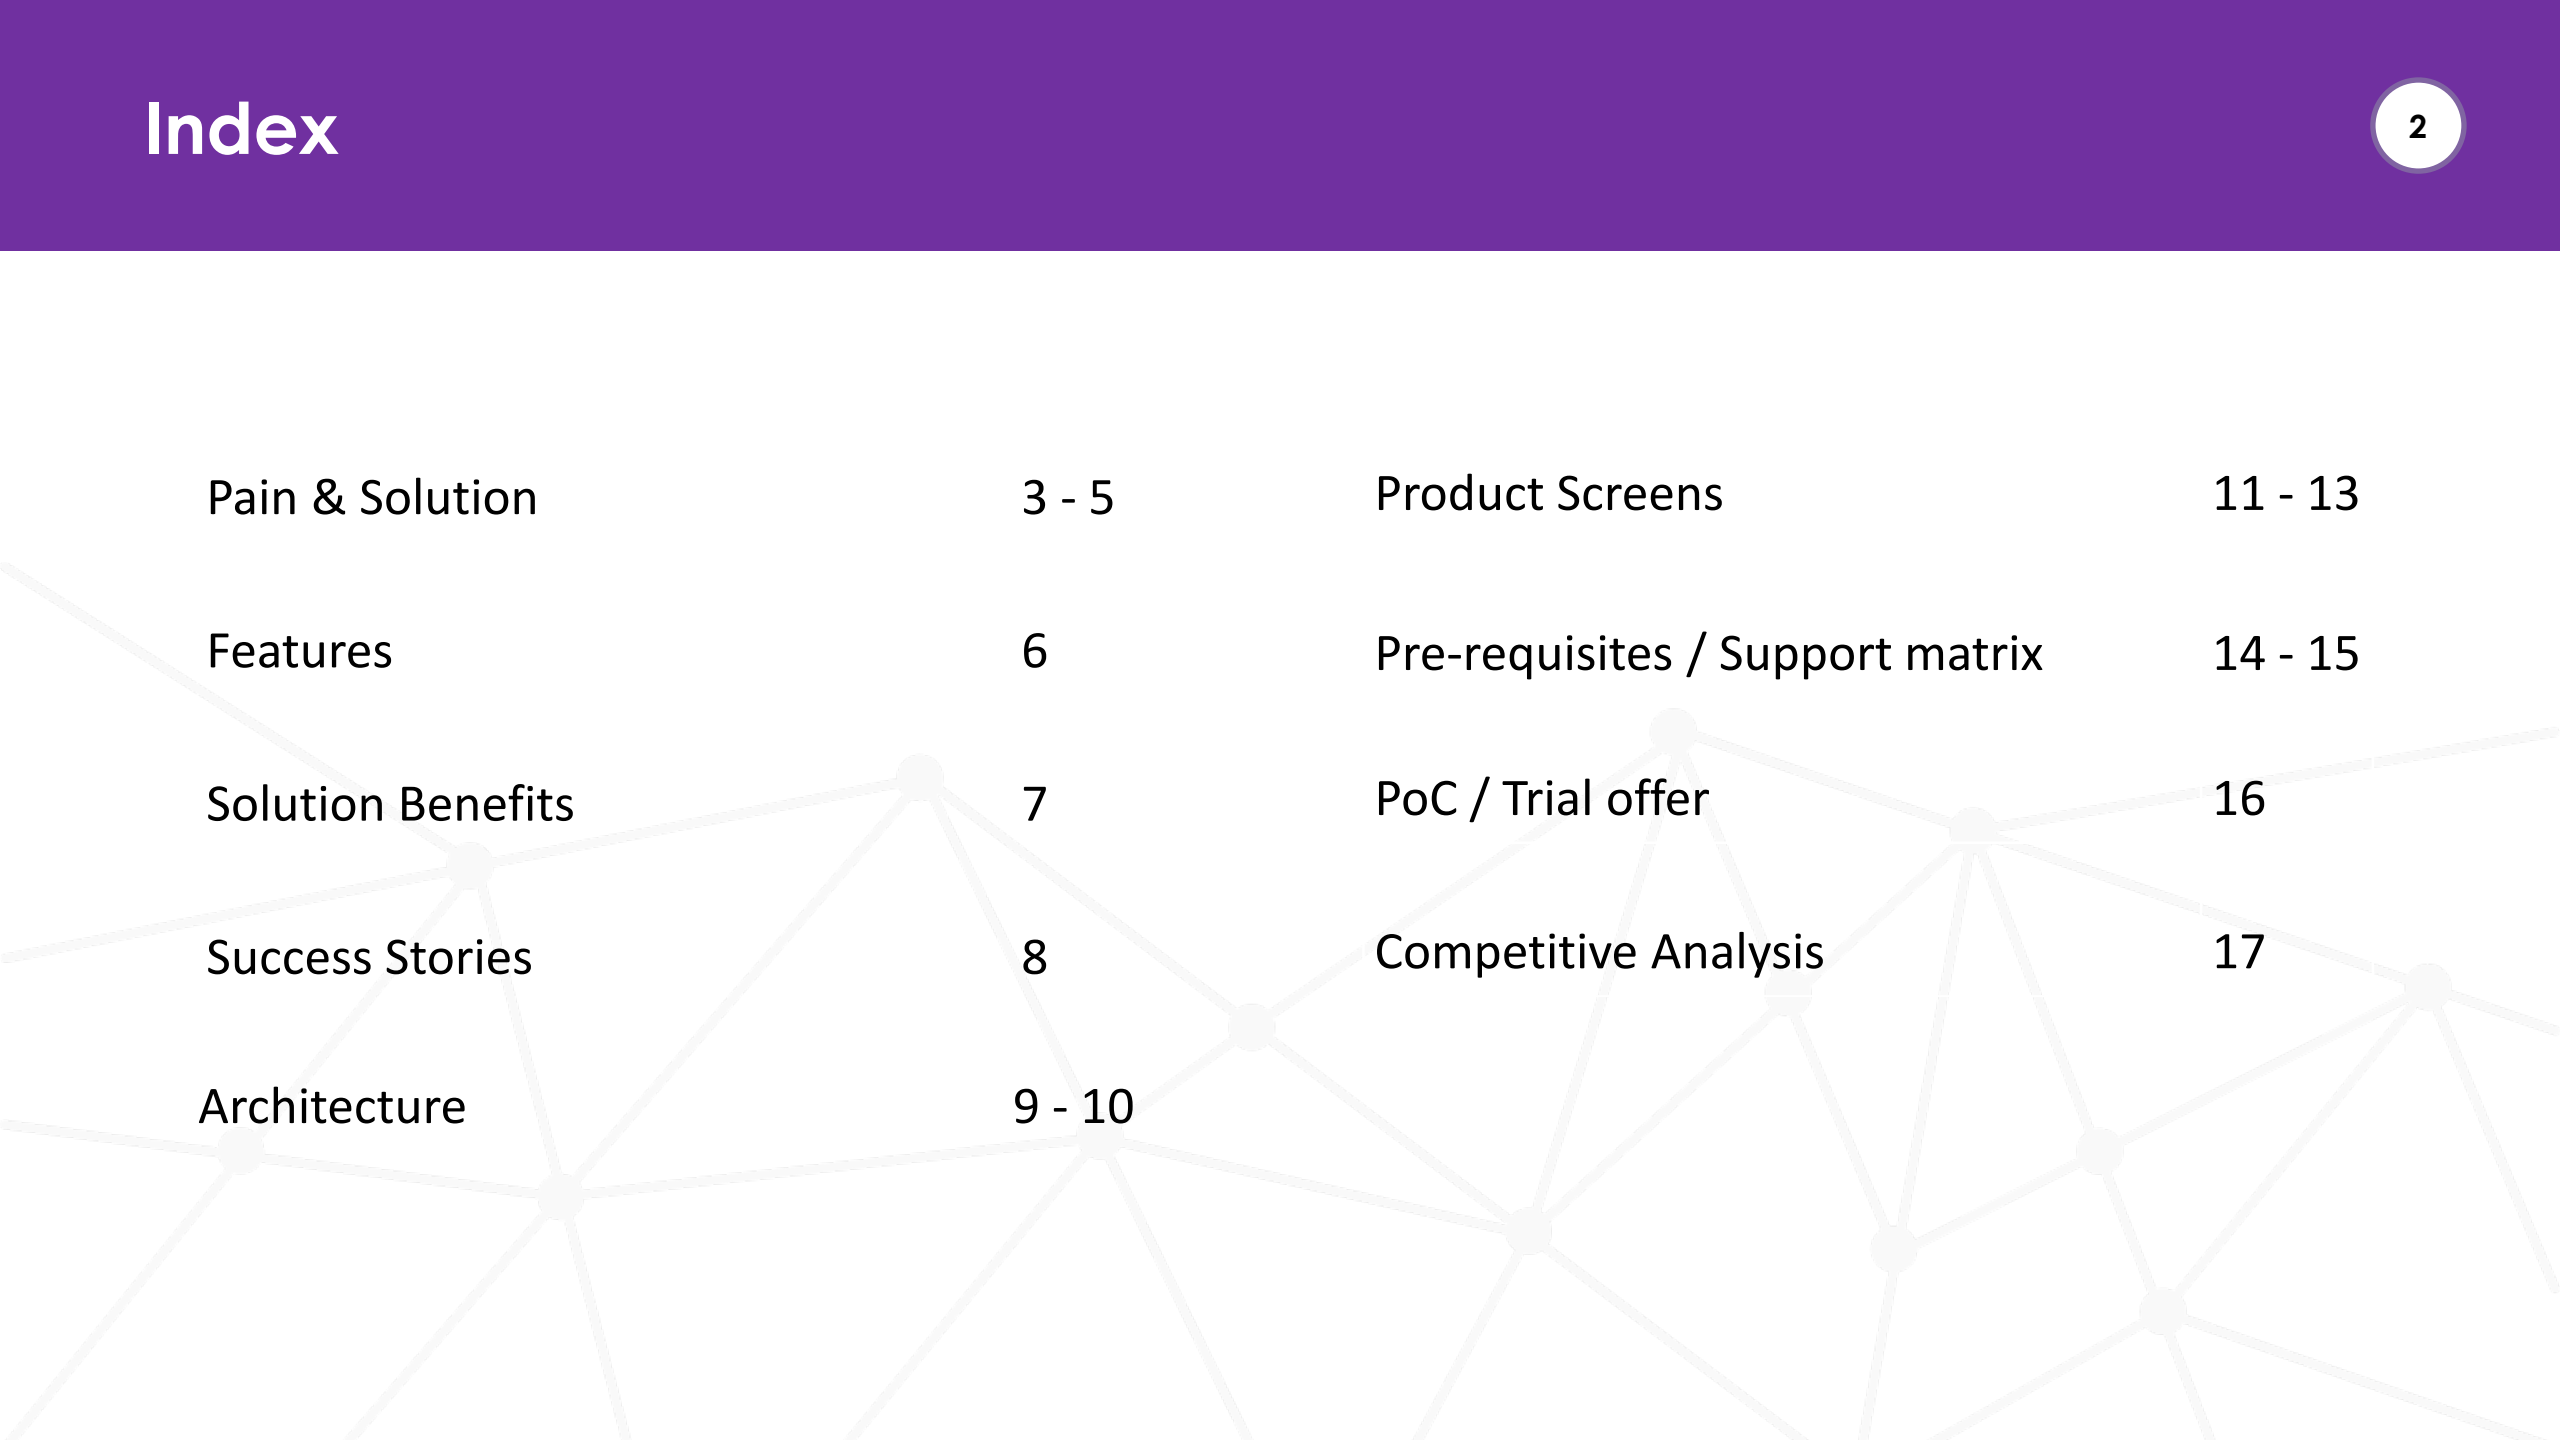 Index
2
Pain & Solution 3 - 5
Features 6
Solution Benefits 7
Success Stories 8
Architecture 9 - 10
Product Screens 11 - 13
Pre-requisites / Support matrix 14 - 15
PoC / Trial offer 16
Competitive Analysis 17